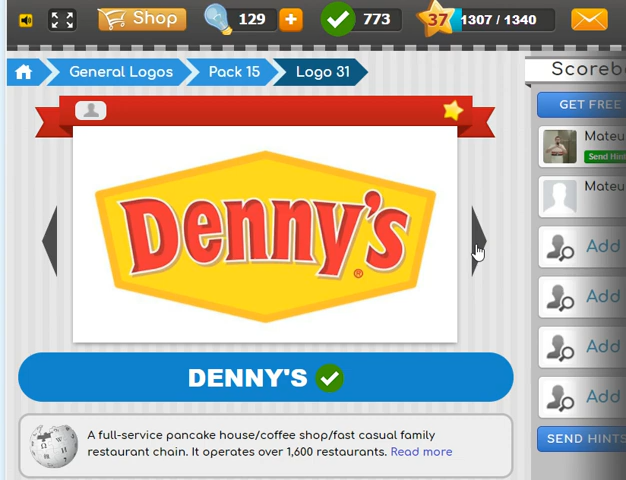 Shop
129
773
37
1307 / 1340
General Logos
Pack 15
Logo 31
Scoreb
GET FREE
Mateu
Send Hin
Mateu
Denny's®
Add
Add
Add
Add
DENNY'S
SEND HINTS
A full-service pancake house/coffee shop/fast casual family
restaurant chain. It operates over 1,600 restaurants. Read more